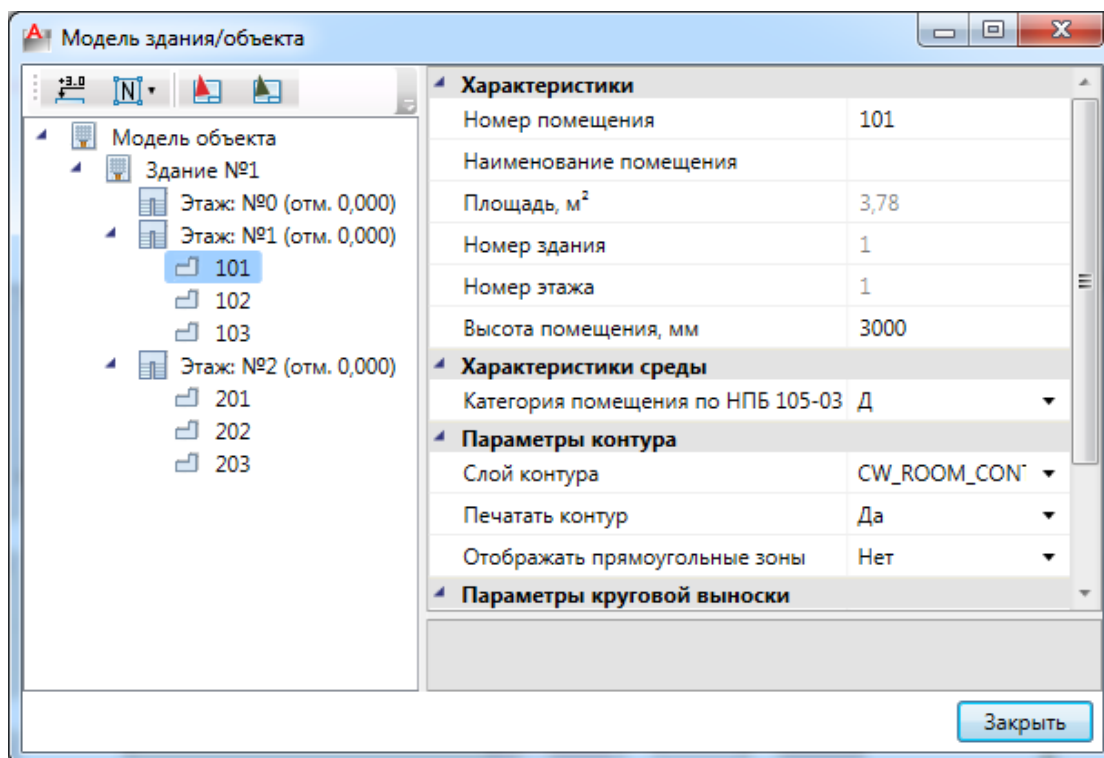 Модель здания/объекта
+3.0
N
Модель объекта
Здание №1
Этаж: №0 (отм. 0,000)
Этаж: №1 (отм. 0,000)
101
102
103
Этаж: №2 (отм. 0,000)
201
202
203
Характеристики
Номер помещения 101
Наименование помещения
Площадь, м² 3,78
Номер здания 1
Номер этажа 1
Высота помещения, мм 3000
Характеристики среды
Категория помещения по НПБ 105-03 Д
Параметры контура
Слой контура CW_ROOM_CONT
Печатать контур Да
Отображать прямоугольные зоны Нет
Параметры круговой выноски
Закрыть